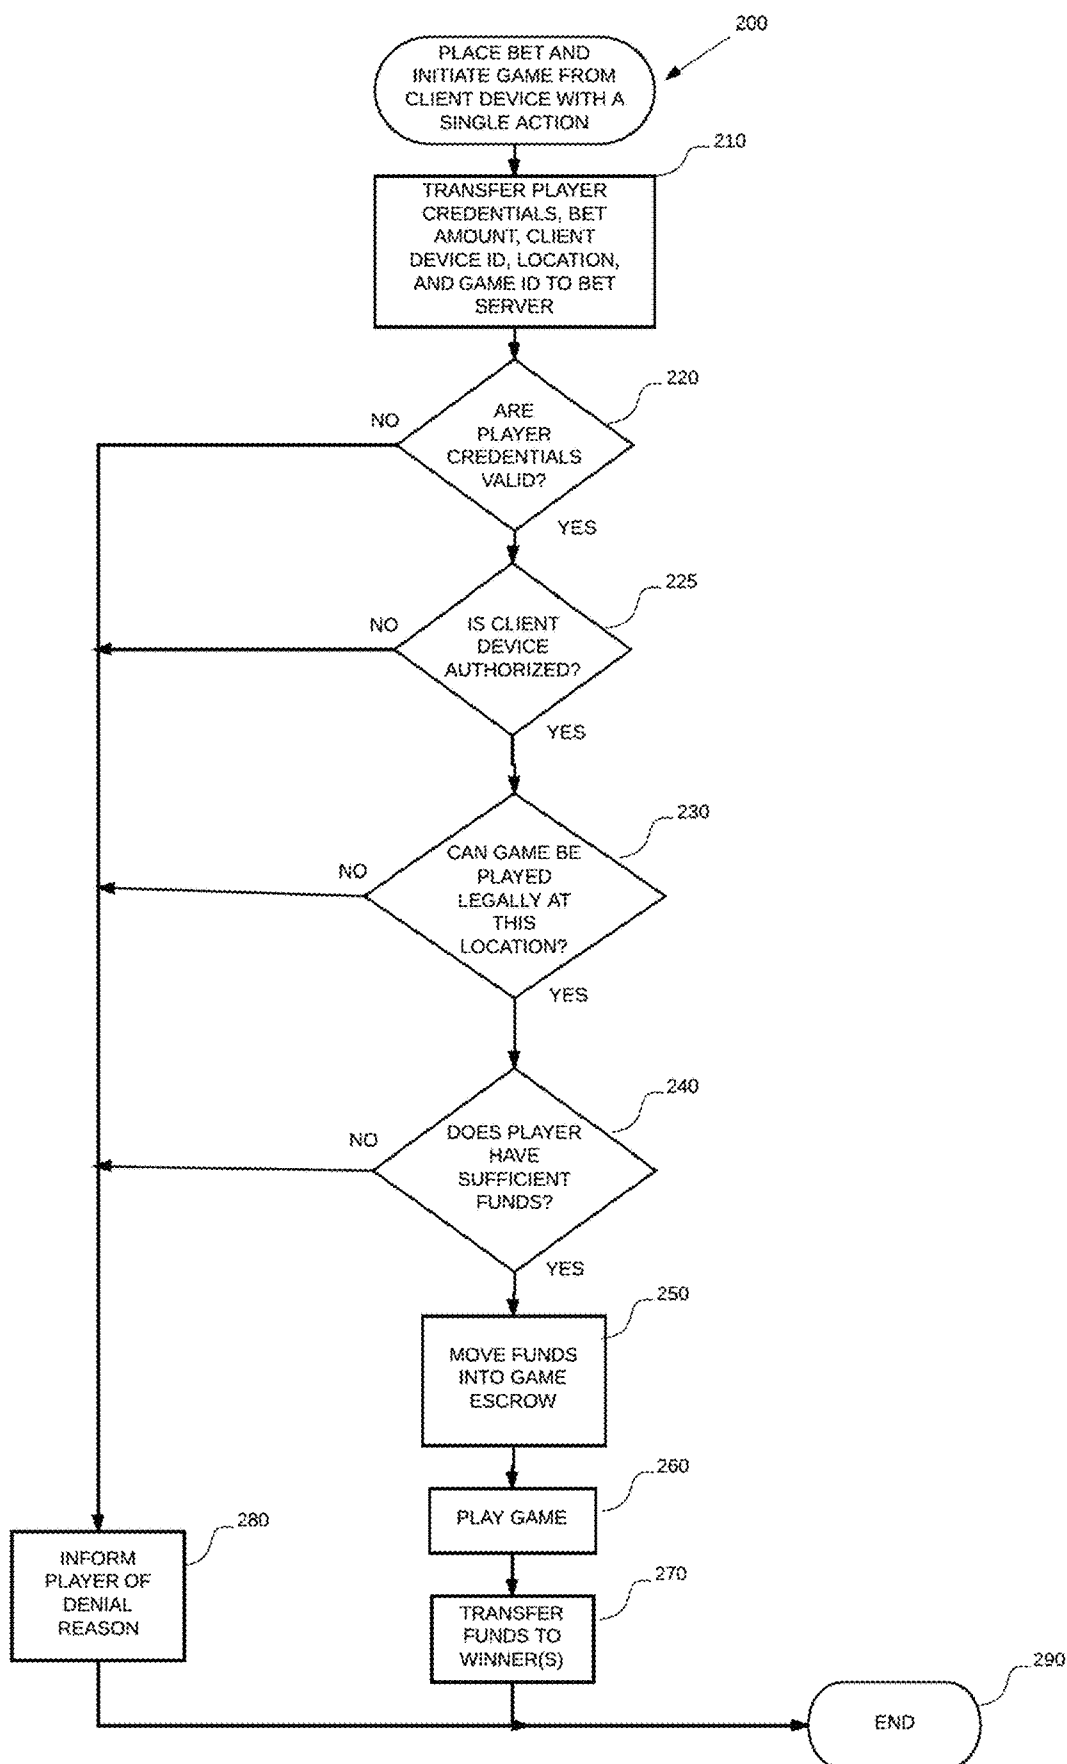 200
PLACE BET AND
INITIATE GAME FROM
CLIENT DEVICE WITH A
SINGLE ACTION
210
TRANSFER PLAYER
CREDENTIALS, BET
AMOUNT, CLIENT
DEVICE ID, LOCATION,
AND GAME ID TO BET
SERVER
220
NO
ARE
PLAYER
CREDENTIALS
VALID?
YES
225
NO
IS CLIENT
DEVICE
AUTHORIZED?
YES
230
NO
CAN GAME BE
PLAYED
LEGALLY AT
THIS
LOCATION?
YES
240
NO
DOES PLAYER
HAVE
SUFFICIENT
FUNDS?
YES
250
MOVE FUNDS
INTO GAME
ESCROW
260
PLAY GAME
280
INFORM
PLAYER OF
DENIAL
REASON
270
TRANSFER
FUNDS TO
WINNER(S)
290
END